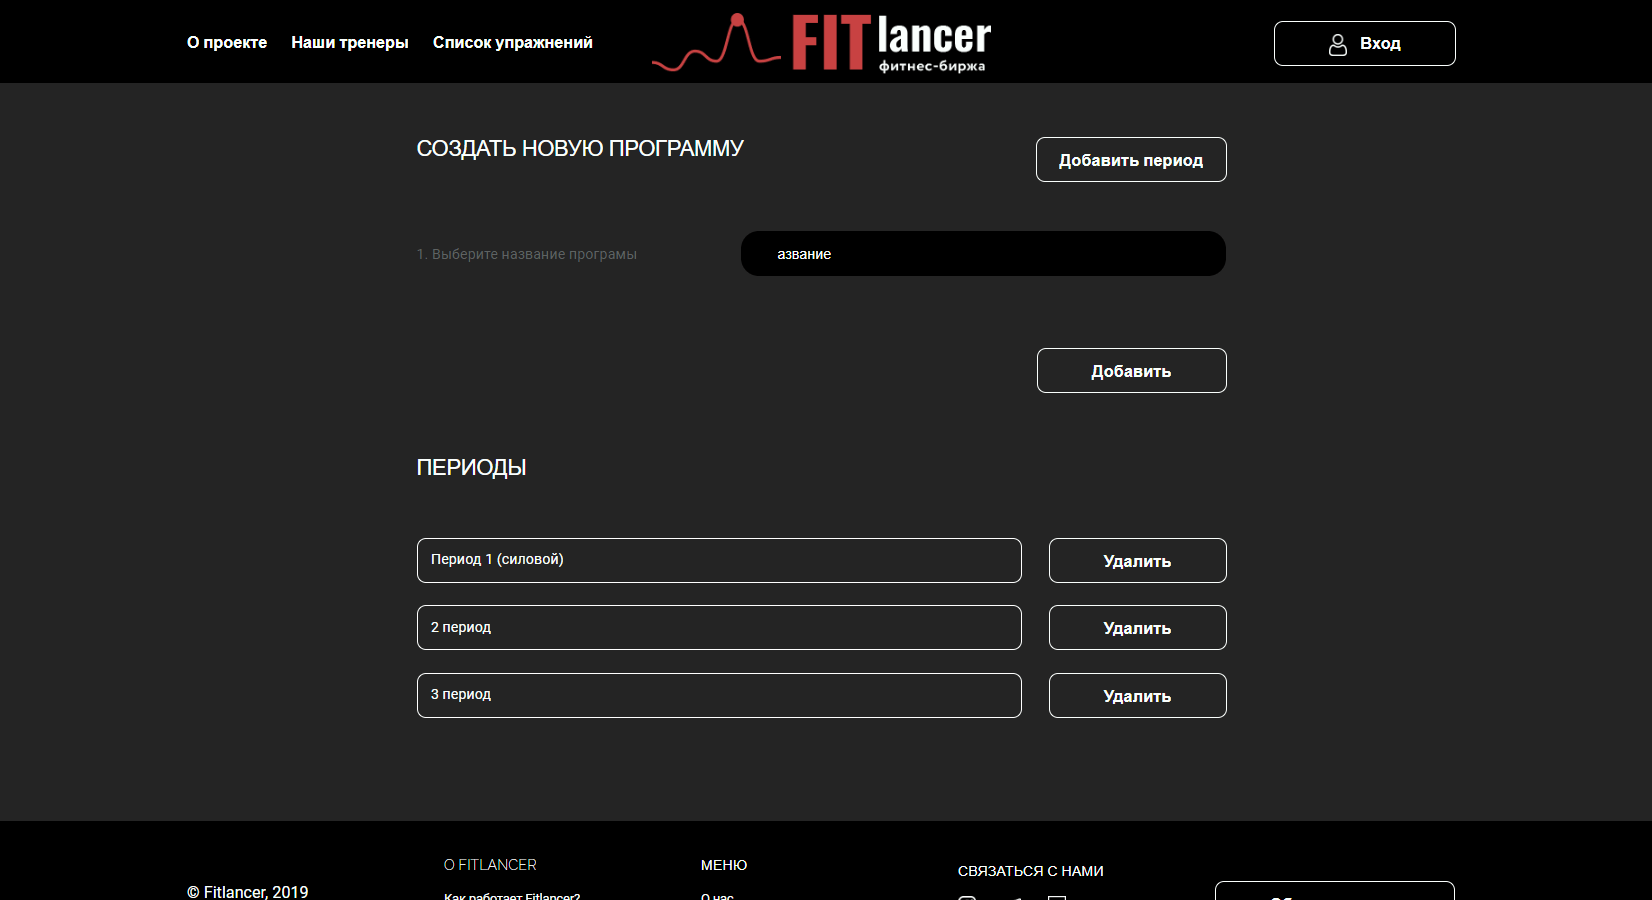 О проекте Наши тренеры Список упражнений
FIT lancer
фитнес-биржа
Вход
СОЗДАТЬ НОВУЮ ПРОГРАММУ
Добавить период
1. Выберите название програмы
азвание
Добавить
ПЕРИОДЫ
Период 1 (силовой)
Удалить
2 период
Удалить
3 период
Удалить
О FITLANCER
МЕНЮ
СВЯЗАТЬСЯ С НАМИ
© Fitlancer, 2019
Как работает Fitlancer?
О нас